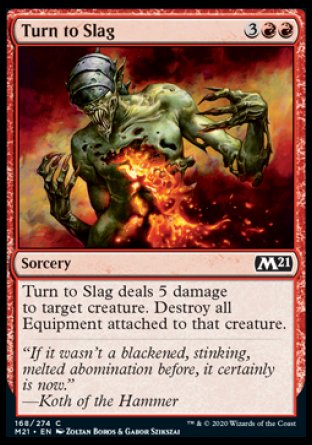 Turn to Slag 3
Sorcery M21
Turn to Slag deals 5 damage
to target creature. Destroy all
Equipment attached to that creature.
“If it wasn’t a blackened, stinking,
melted abomination before, it certainly
is now.”
—Koth of the Hammer
168/274 C
M21 • EN Zoltan Boros & Gabor Szikszai ™ & © 2020 Wizards of the Coast